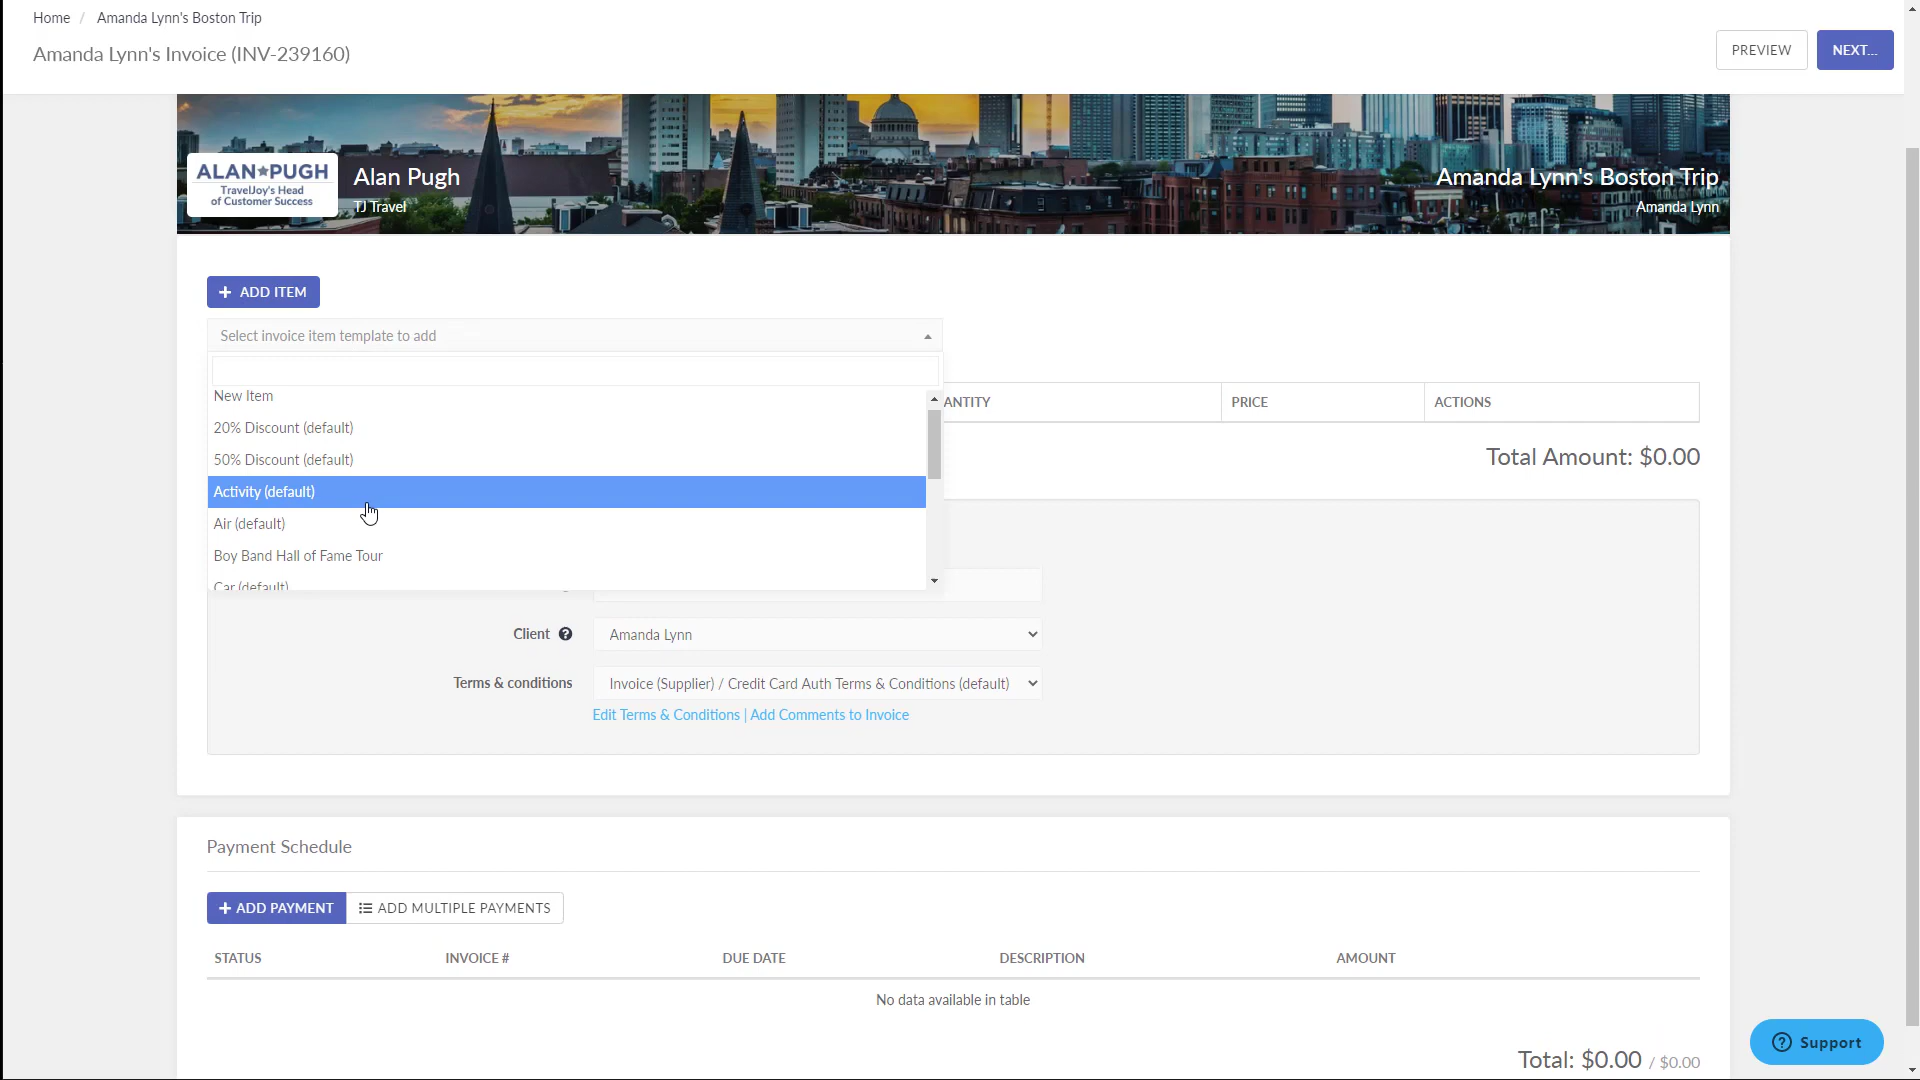 Home / Amanda Lynn's Boston Trip
Amanda Lynn's Invoice (INV-239160)
PREVIEW
NEXT...
ALAN★PUGH
TravelJoy's Head
of Customer Success
Alan Pugh
TJ Travel
Amanda Lynn's Boston Trip
Amanda Lynn
+ ADD ITEM
Select invoice item template to add
New Item
20% Discount (default)
50% Discount (default)
Activity (default)
Air (default)
Boy Band Hall of Fame Tour
Car (default)
ANTITY
PRICE
ACTIONS
Total Amount: $0.00
Client
Amanda Lynn
Terms & conditions
Invoice (Supplier) / Credit Card Auth Terms & Conditions (default)
Edit Terms & Conditions | Add Comments to Invoice
Payment Schedule
+ ADD PAYMENT
ADD MULTIPLE PAYMENTS
STATUS
INVOICE #
DUE DATE
DESCRIPTION
AMOUNT
No data available in table
Total: $0.00 / $0.00
Support